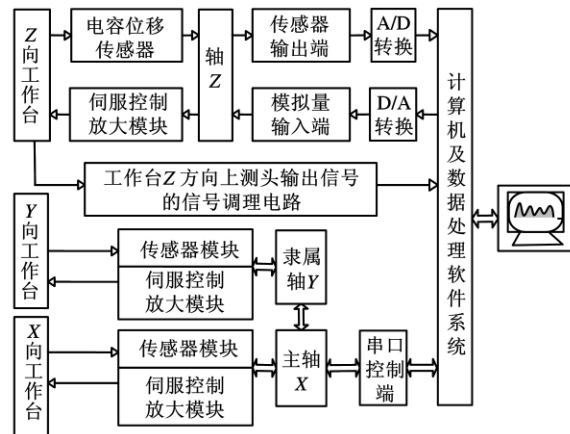 Z向工作台
电容位移
传感器
轴Z
传感器
输出端
A/D
转换
伺服控制
放大模块
模拟量
输入端
D/A
转换
工作台Z方向上测头输出信号
的信号调理电路
计算机及数据处理软件系统
Y向工作台
传感器模块
伺服控制
放大模块
隶属
轴Y
X向工作台
传感器模块
伺服控制
放大模块
主轴
X
串口
控制
端